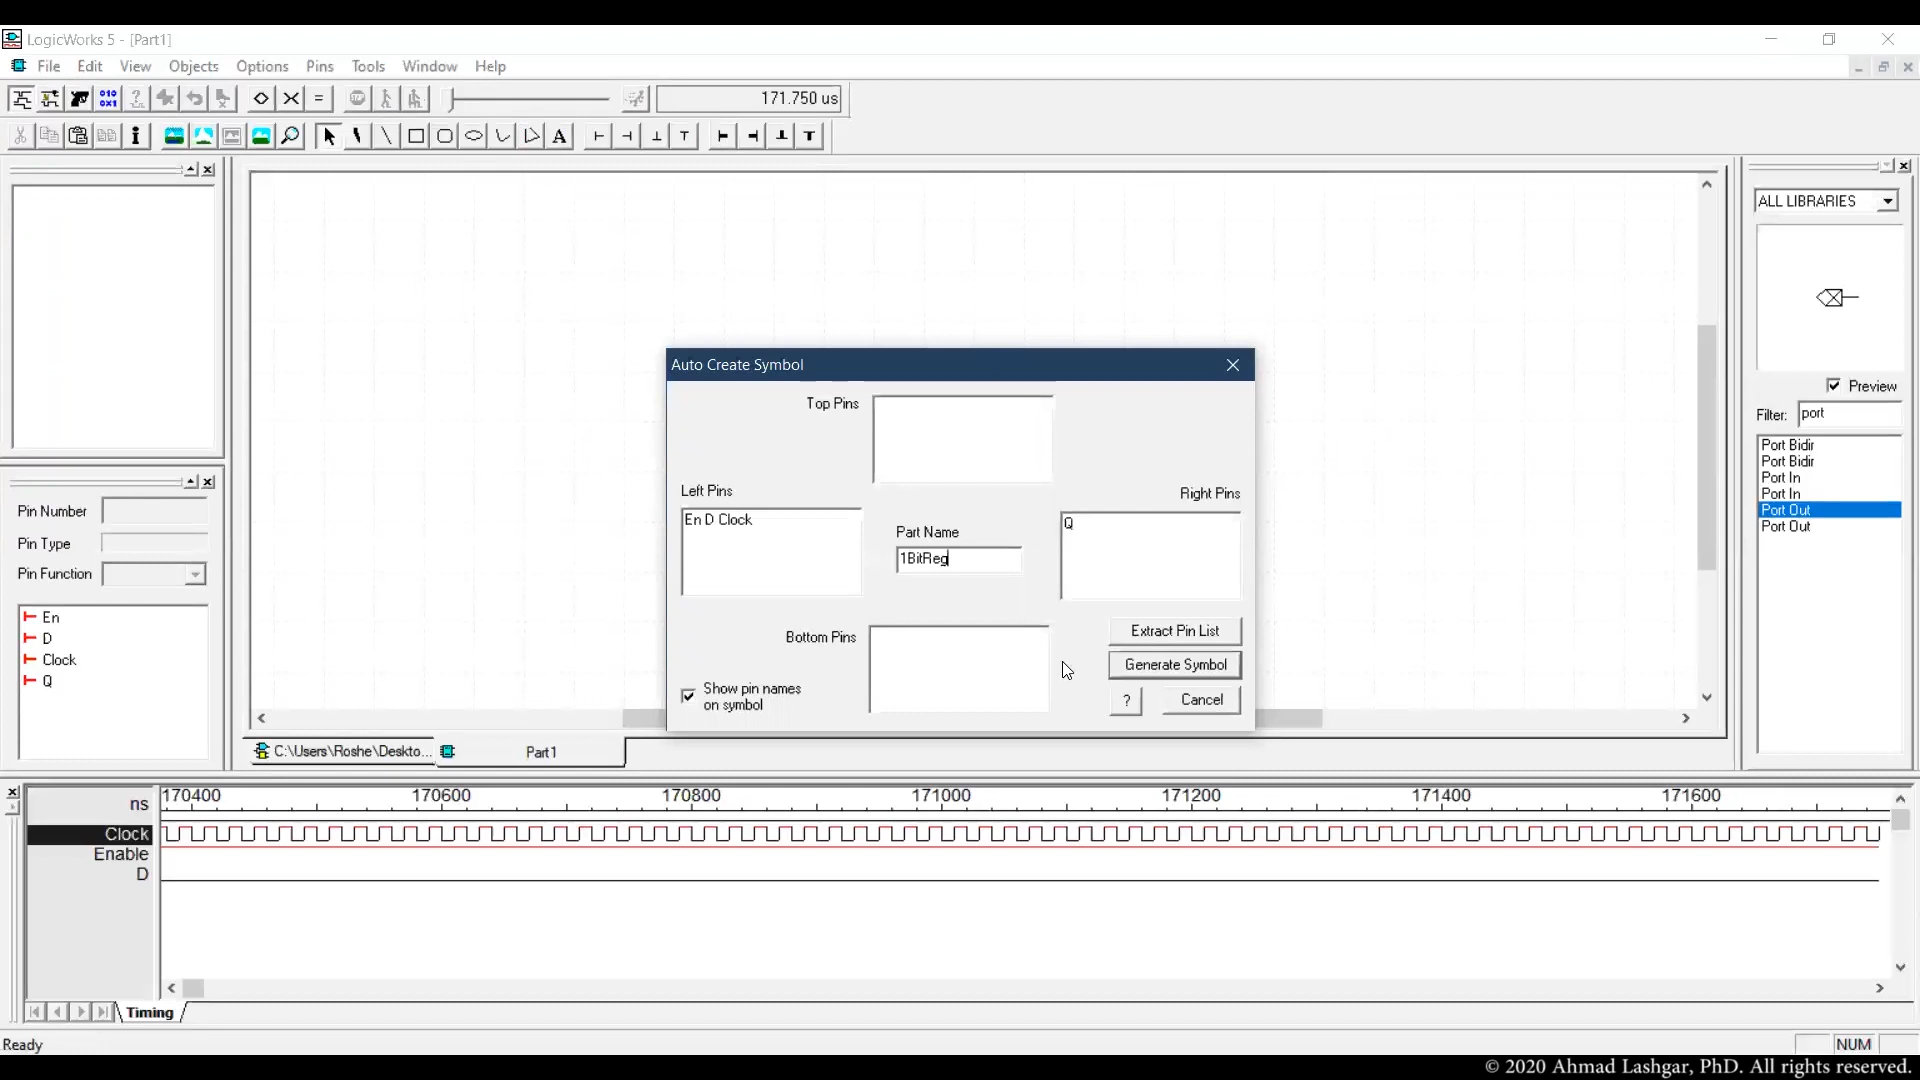 LogicWorks 5 - [Part1]
File Edit View Objects Options Pins Tools Window Help
171.750 us
ALL LIBRARIES
Preview
Filter: port
Port Bidir
Port Bidir
Port In
Port In
Port Out
Port Out
Auto Create Symbol
Top Pins
Left Pins
Right Pins
En D Clock
Q
Part Name
1BitReg
Bottom Pins
Extract Pin List
Generate Symbol
Show pin names
on symbol
?
Cancel
Pin Number
Pin Type
Pin Function
En
D
Clock
Q
C:\Users\Roshe\Deskto...
Part1
ns
170400 170600 170800 171000 171200 171400 171600
Clock
Enable
D
Timing
Ready
NUM
© 2020 Ahmad Lashgar, PhD. All rights reserved.